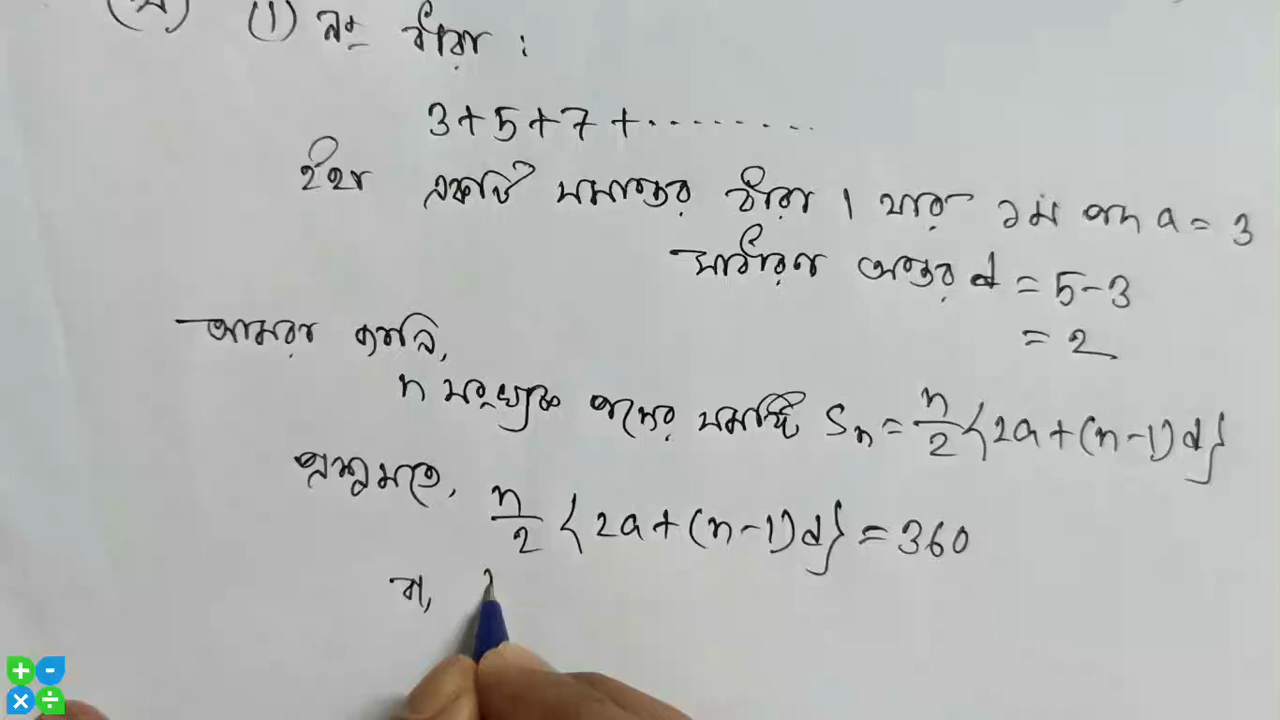 (খ) (1) নং ধারা :
3+5+7+........
ইহা একটি সমান্তর ধারা । যার ১ম পদ a = 3
সাধারণ অন্তর d = 5-3
= 2
আমরা জানি,
n সংখ্যক পদের সমষ্টি Sn = n/2 {2a+(n-1)d}
প্রশ্নমতে, n/2 {2a+(n-1)d} = 360
বা,